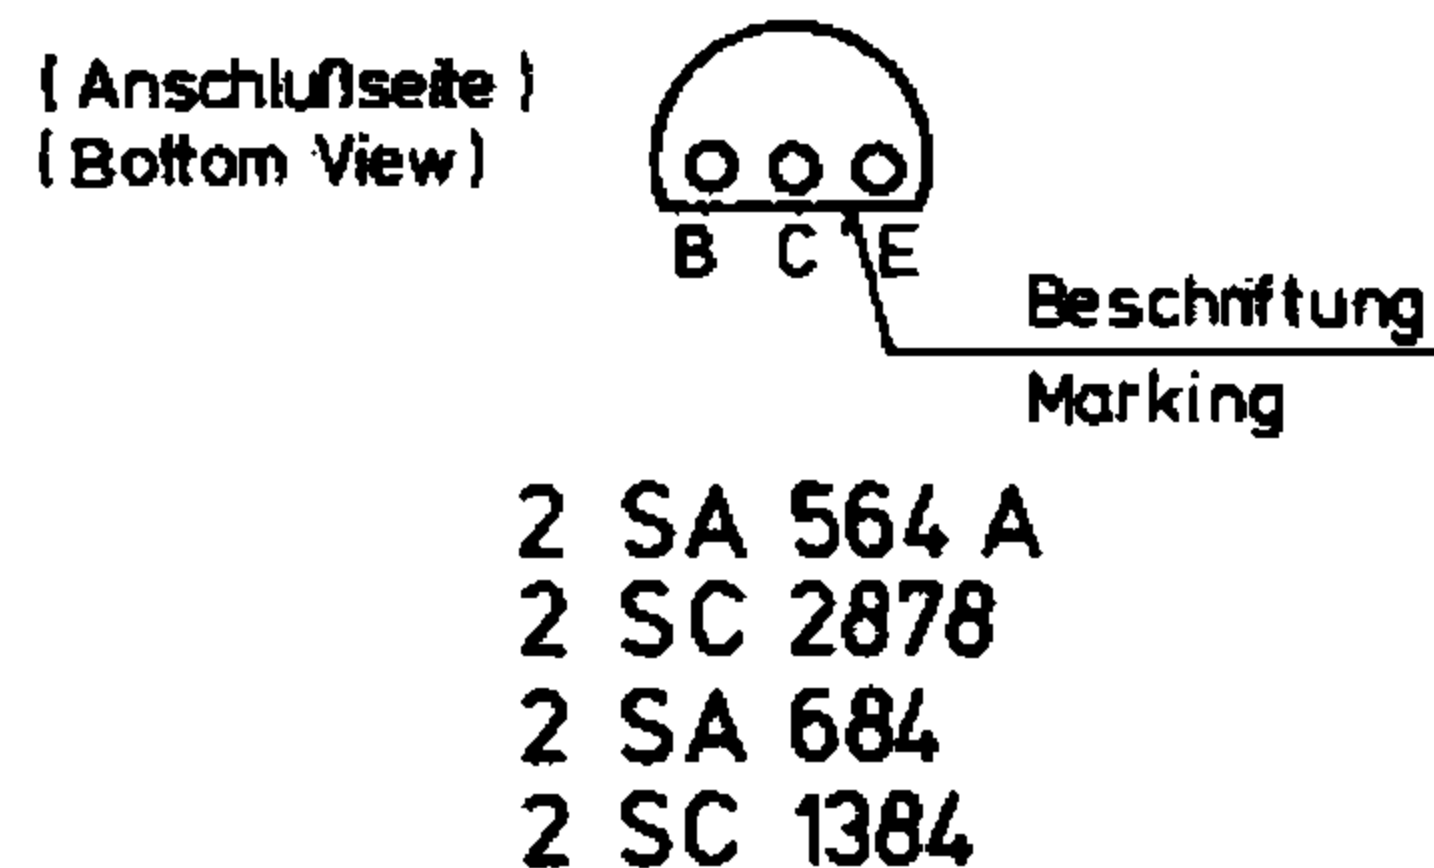 ( Anschlußseite )
( Bottom View )
B C E
Beschriftung
Marking
2 SA 564 A
2 SC 2878
2 SA 684
2 SC 1384